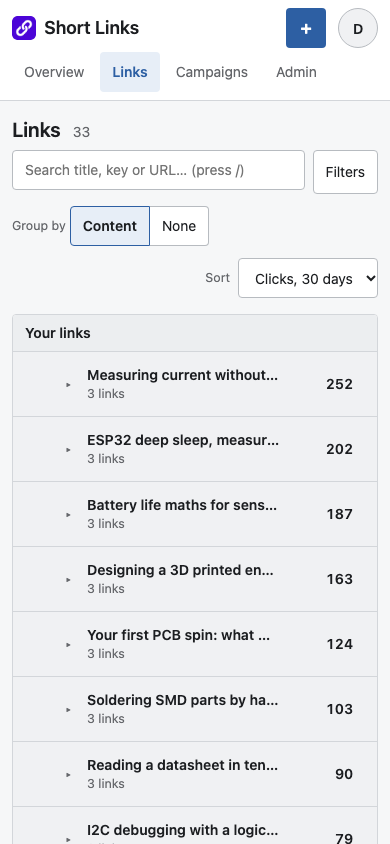 Short Links
+
D
Overview
Links
Campaigns
Admin
Links 33
Search title, key or URL... (press /)
Filters
Group by
Content
None
Sort
Clicks, 30 days
Your links
Measuring current without...
3 links
252
ESP32 deep sleep, measur...
3 links
202
Battery life maths for sens...
3 links
187
Designing a 3D printed en...
3 links
163
Your first PCB spin: what ...
3 links
124
Soldering SMD parts by ha...
3 links
103
Reading a datasheet in ten...
3 links
90
I2C debugging with a logic...
79